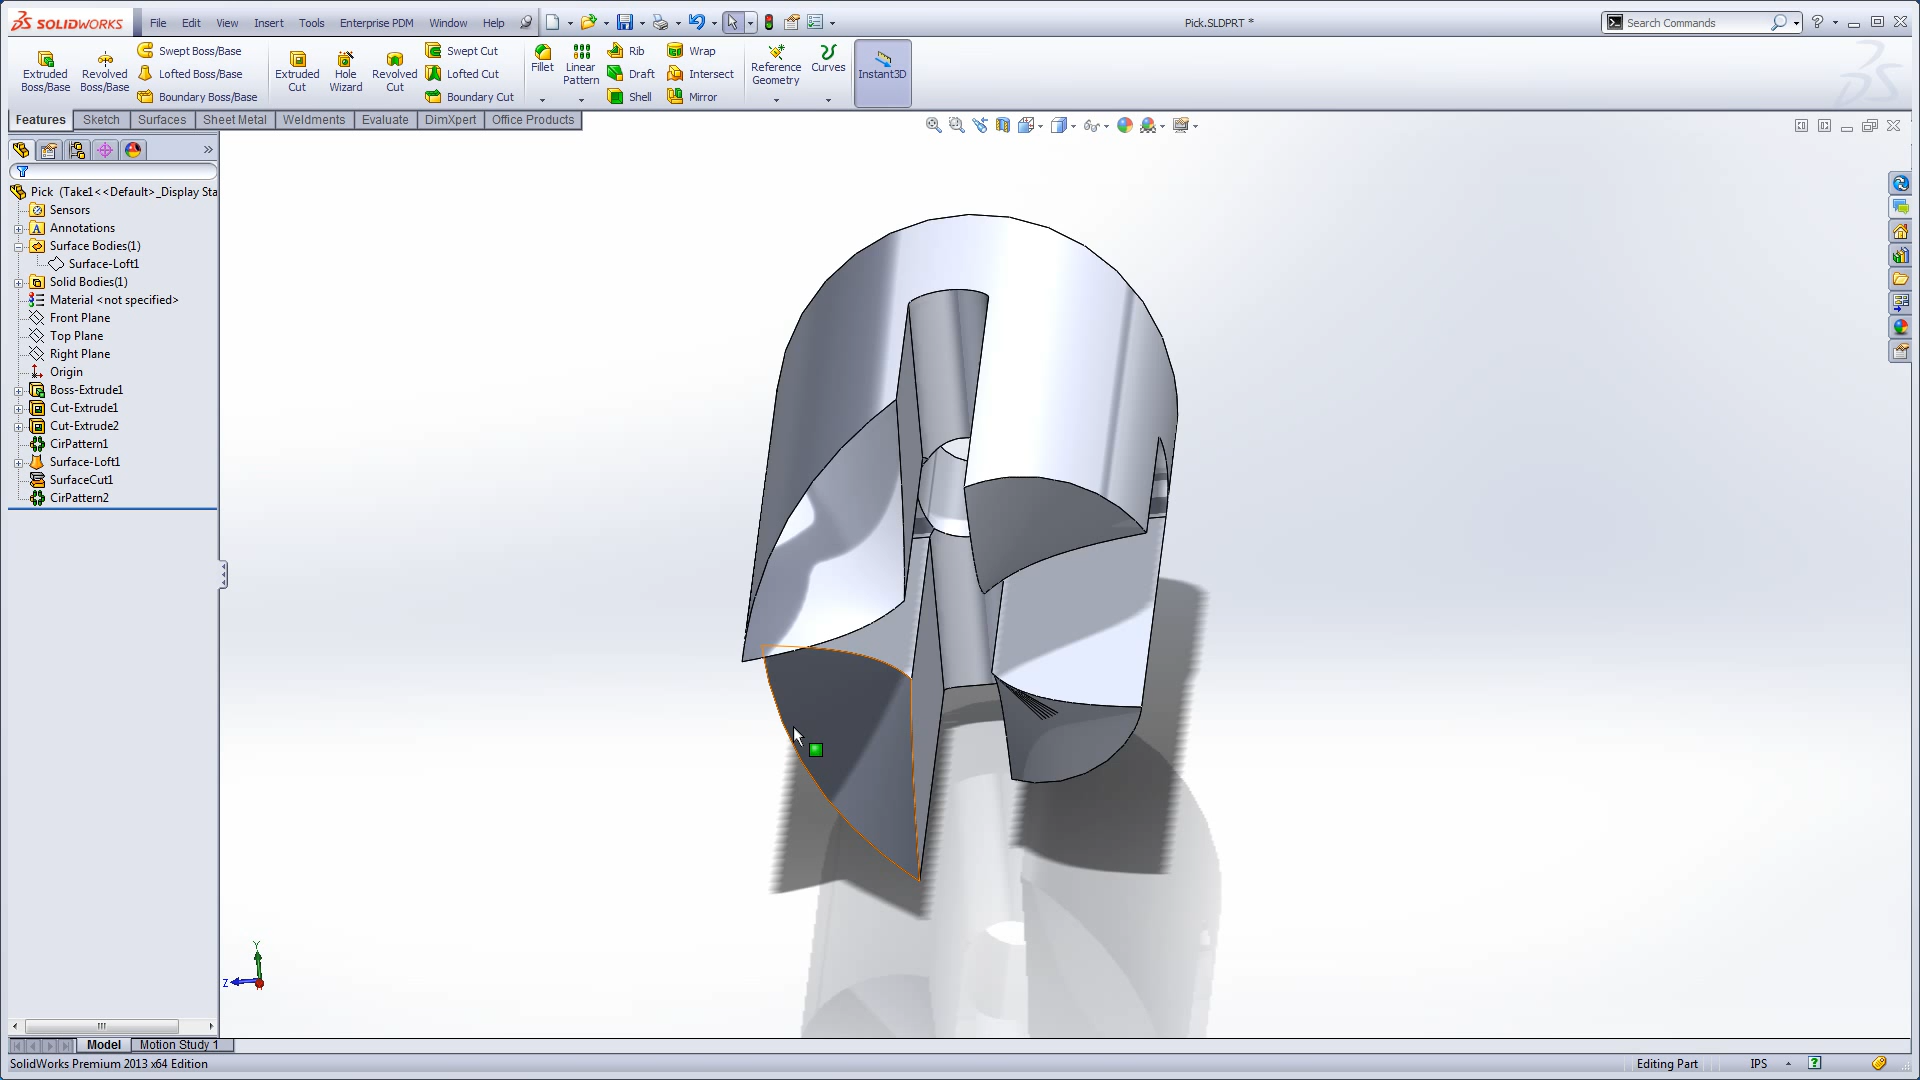 SOLIDWORKS File Edit View Insert Tools Enterprise PDM Window Help Pick.SLDPRT * Search Commands
Extruded Boss/Base
Revolved Boss/Base
Swept Boss/Base
Lofted Boss/Base
Boundary Boss/Base
Extruded Cut
Hole Wizard
Revolved Cut
Swept Cut
Lofted Cut
Boundary Cut
Fillet
Linear Pattern
Rib
Draft
Shell
Wrap
Intersect
Mirror
Reference Geometry
Curves
Instant3D
Features Sketch Surfaces Sheet Metal Weldments Evaluate DimXpert Office Products
Pick (Take1<<Default>_Display Sta
Sensors
Annotations
Surface Bodies(1)
Surface-Loft1
Solid Bodies(1)
Material <not specified>
Front Plane
Top Plane
Right Plane
Origin
Boss-Extrude1
Cut-Extrude1
Cut-Extrude2
CirPattern1
Surface-Loft1
SurfaceCut1
CirPattern2
Y
Z
Model Motion Study 1
SolidWorks Premium 2013 x64 Edition Editing Part IPS